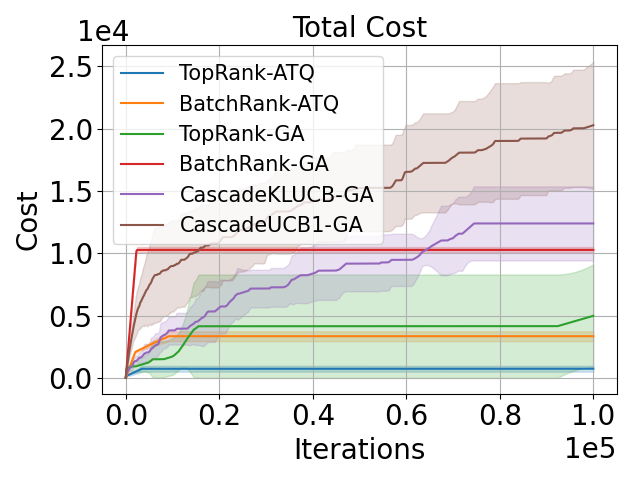 Total Cost
1e4
TopRank-ATQ
BatchRank-ATQ
TopRank-GA
BatchRank-GA
CascadeKLUCB-GA
CascadeUCB1-GA
Cost
2.5
2.0
1.5
1.0
0.5
0.0
0.0 0.2 0.4 0.6 0.8 1.0
Iterations
1e5